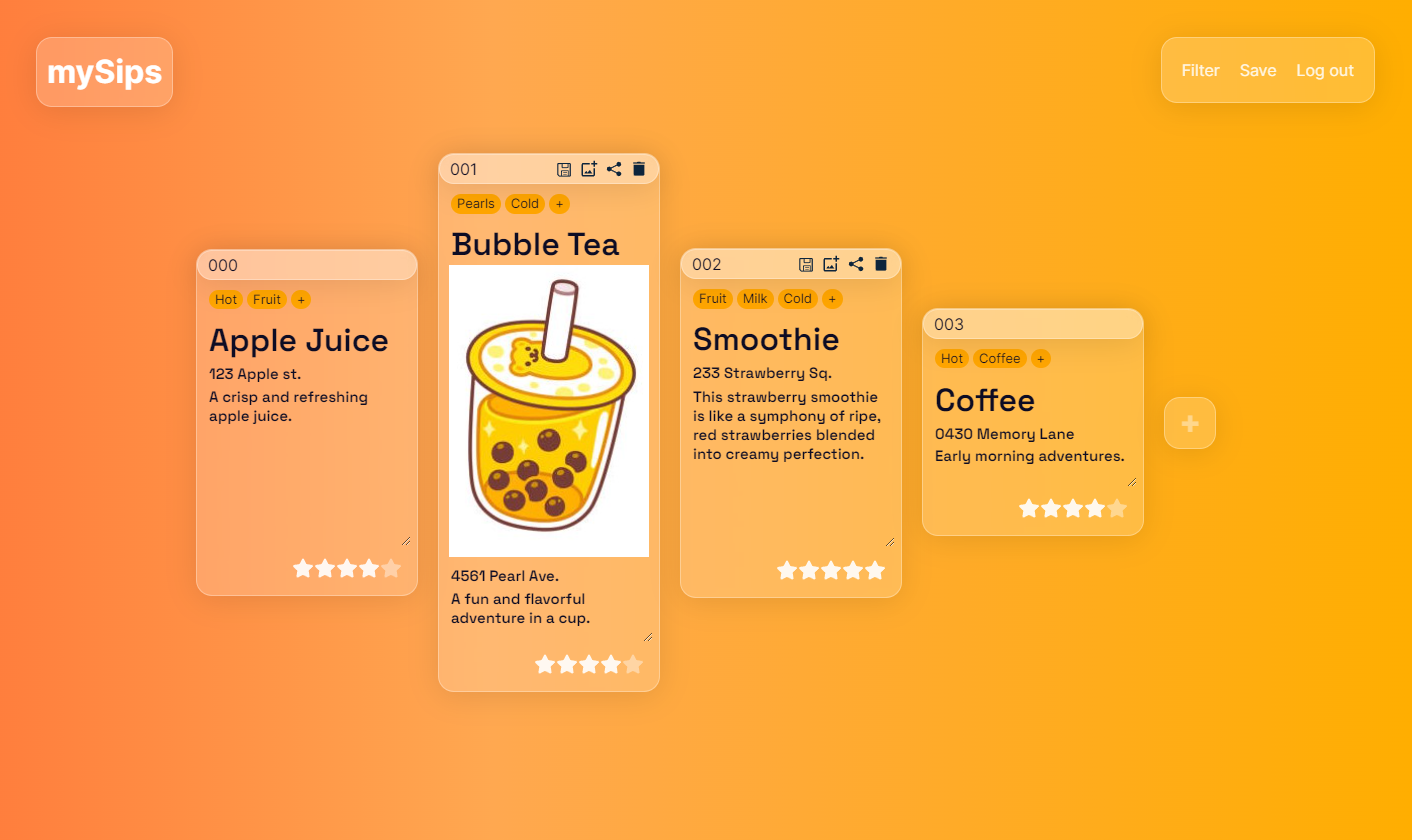 mySips
Filter Save Log out
000
Hot Fruit +
Apple Juice
123 Apple st.
A crisp and refreshing
apple juice.
001
Pearls Cold +
Bubble Tea
4561 Pearl Ave.
A fun and flavorful
adventure in a cup.
002
Fruit Milk Cold +
Smoothie
233 Strawberry Sq.
This strawberry smoothie
is like a symphony of ripe,
red strawberries blended
into creamy perfection.
003
Hot Coffee +
Coffee
0430 Memory Lane
Early morning adventures.
+